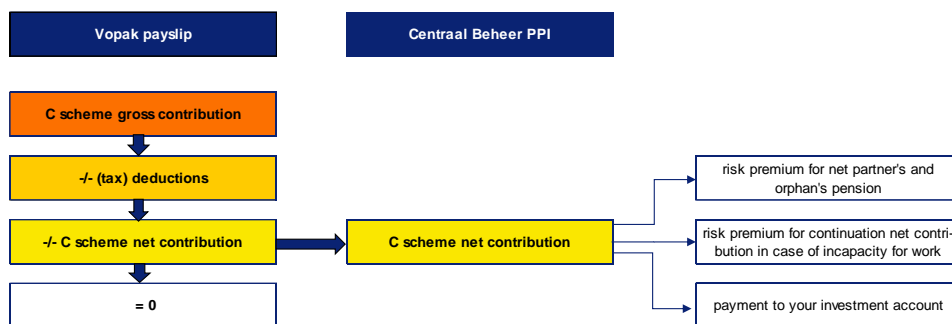 Vopak payslip
Centraal Beheer PPI
C scheme gross contribution
-/- (tax) deductions
-/- C scheme net contribution
= 0
C scheme net contribution
risk premium for net partner's and
orphan's pension
risk premium for continuation net contri-
bution in case of incapacity for work
payment to your investment account